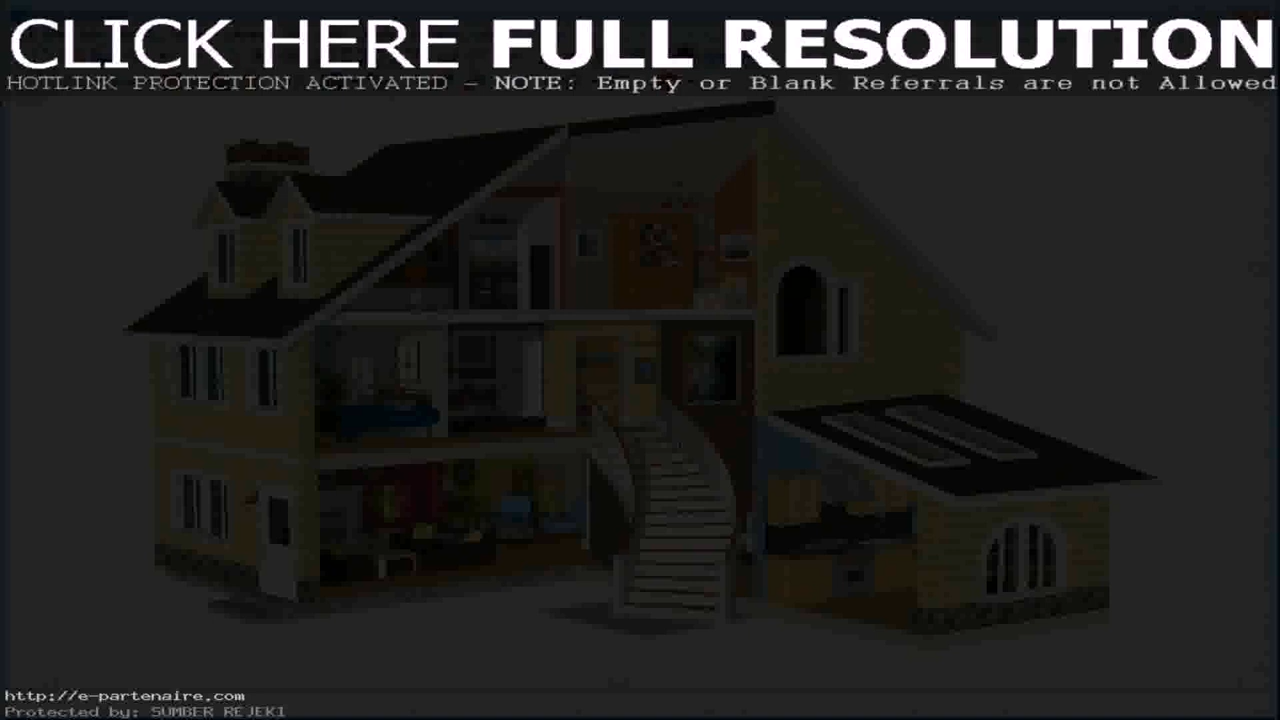 CLICK HERE FULL RESOLUTION
HOTLINK PROTECTION ACTIVATED – NOTE: Empty or Blank Referrals are not Allowed
http://e-partenaire.com
Protected by: SUMBER REJEKI